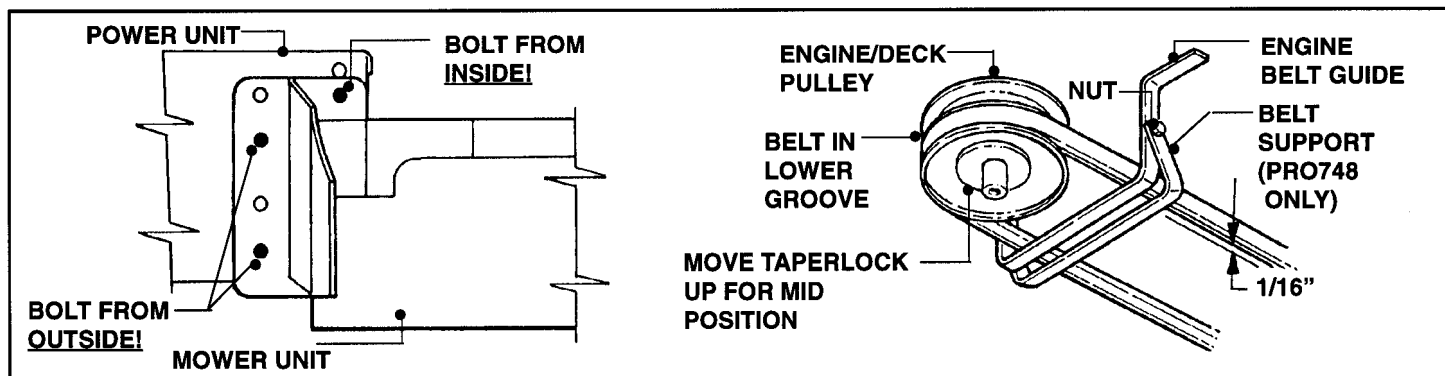 POWER UNIT
BOLT FROM
INSIDE!
BOLT FROM
OUTSIDE!
MOWER UNIT
ENGINE/DECK
PULLEY
BELT IN
LOWER
GROOVE
MOVE TAPERLOCK
UP FOR MID
POSITION
NUT
ENGINE
BELT GUIDE
BELT
SUPPORT
(PRO748
ONLY)
1/16”